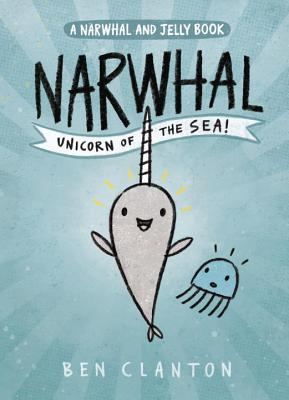 A NARWHAL AND JELLY BOOK
NARWHAL
UNICORN OF THE SEA!
BEN CLANTON